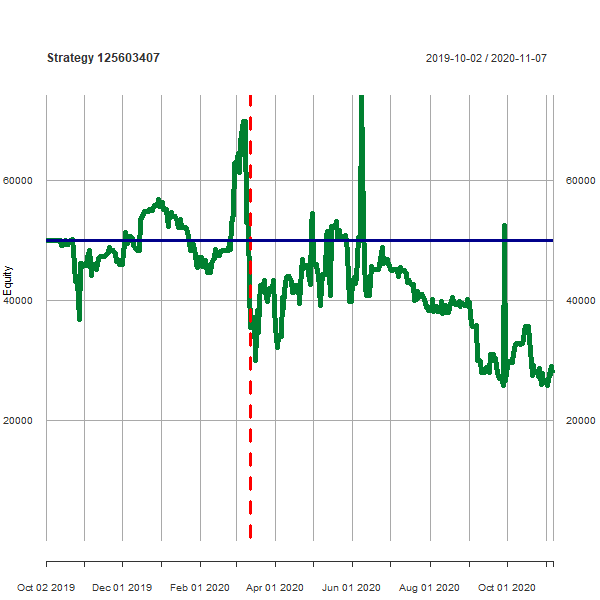 Strategy 125603407
2019-10-02 / 2020-11-07
60000
60000
Equity
40000
40000
20000
20000
Oct 02 2019
Dec 01 2019
Feb 01 2020
Apr 01 2020
Jun 01 2020
Aug 01 2020
Oct 01 2020